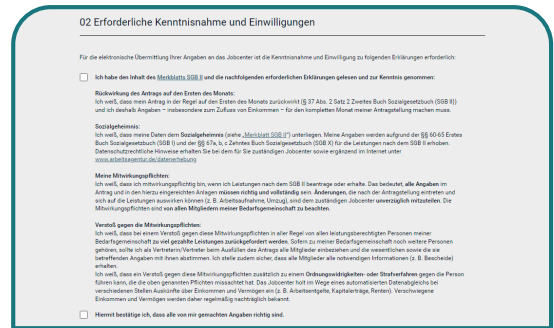 02 Erforderliche Kenntnisnahme und Einwilligungen
Für die elektronische Übermittlung Ihrer Angaben an das Jobcenter ist die Kenntnisnahme und Einwilligung zu folgenden Erklärungen erforderlich:
Ich habe den Inhalt des Merkblatts SGB II und die nachfolgenden erforderlichen Erklärungen gelesen und zur Kenntnis genommen:
Rückwirkung des Antrags auf den Ersten des Monats:
Ich weiß, dass mein Antrag in der Regel auf den Ersten des Monats zurückwirkt (§ 37 Abs. 2 Satz 2 Zweites Buch Sozialgesetzbuch (SGB II))
und ich deshalb Angaben – insbesondere zum Zufluss von Einkommen – für den kompletten Monat meiner Antragstellung machen muss.
Sozialgeheimnis:
Ich weiß, dass meine Daten dem Sozialgeheimnis (siehe „Merkblatt SGB II“) unterliegen. Meine Angaben werden aufgrund der §§ 60-65 Erstes
Buch Sozialgesetzbuch (SGB I) und der §§ 67a, b, c Zehntes Buch Sozialgesetzbuch (SGB X) für die Leistungen nach dem SGB II erhoben.
Datenschutzrechtliche Hinweise erhalten Sie bei dem für Sie zuständigen Jobcenter sowie ergänzend im Internet unter
www.arbeitsagentur.de/datenerhebung
Meine Mitwirkungspflichten:
Ich weiß, dass ich mitwirkungspflichtig bin, wenn ich Leistungen nach dem SGB II beantrage oder erhalte. Das bedeutet, alle Angaben im
Antrag und in den hierzu eingereichten Anlagen müssen richtig und vollständig sein. Änderungen, die nach der Antragstellung eintreten und
sich auf die Leistungen auswirken können (z. B. Arbeitsaufnahme, Umzug), sind dem zuständigen Jobcenter unverzüglich mitzuteilen. Die
Mitwirkungspflichten sind von allen Mitgliedern meiner Bedarfsgemeinschaft zu beachten.
Verstoß gegen die Mitwirkungspflichten:
Ich weiß, dass bei einem Verstoß gegen diese Mitwirkungspflichten in aller Regel von allen leistungsberechtigten Personen meiner
Bedarfsgemeinschaft zu viel gezahlte Leistungen zurückgefordert werden. Sofern zu meiner Bedarfsgemeinschaft noch weitere Personen
gehören, sollte ich als Vertreterin/Vertreter beim Ausfüllen des Antrags alle Mitglieder einbeziehen und die wesentlichen sowie die sie
betreffenden Angaben mit ihnen abstimmen. Ich stelle zudem sicher, dass alle Mitglieder alle notwendigen Informationen (z. B. Bescheide)
erhalten.
Ich weiß, dass ein Verstoß gegen diese Mitwirkungspflichten zusätzlich zu einem Ordnungswidrigkeiten- oder Strafverfahren gegen die Person
führen kann, die die oben genannten Pflichten missachtet hat. Das Jobcenter holt im Wege eines automatisierten Datenabgleichs bei
verschiedenen Stellen Auskünfte über Einkommen und Vermögen ein (z. B. Arbeitsentgelte, Kapitalerträge, Renten). Verschwiegene
Einkommen und Vermögen werden daher regelmäßig nachträglich bekannt.
Hiermit bestätige ich, dass alle von mir gemachten Angaben richtig sind.